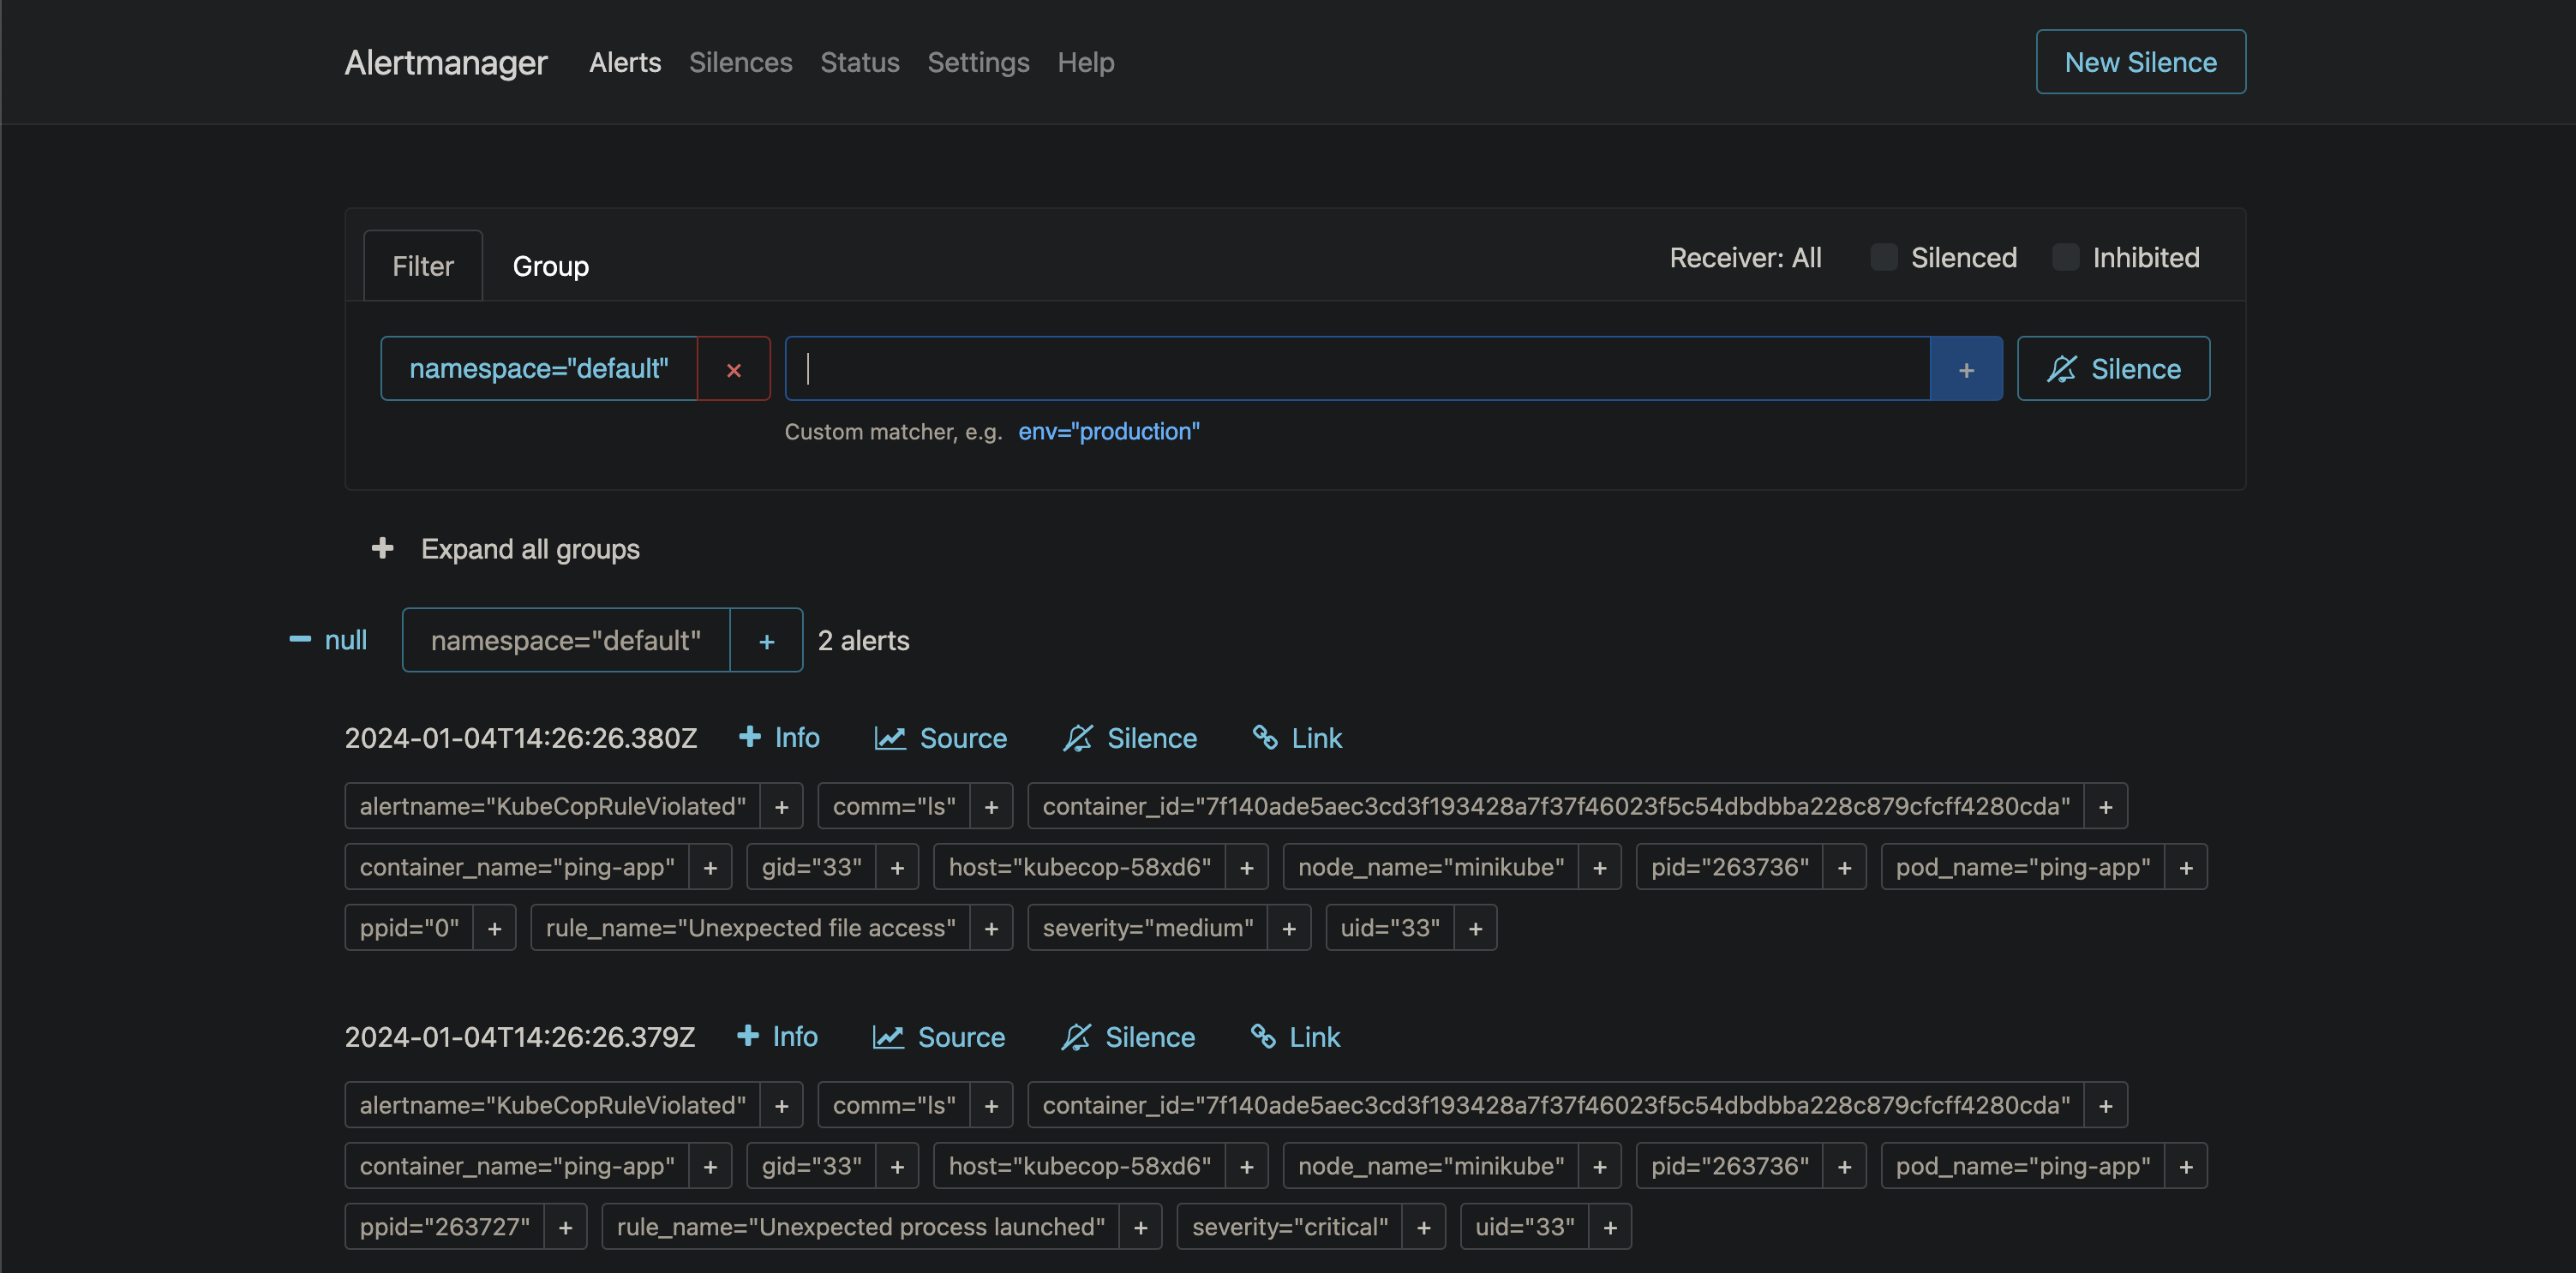 Alertmanager Alerts Silences Status Settings Help New Silence
Filter Group Receiver: All Silenced Inhibited
namespace="default" × + Silence
Custom matcher, e.g. env="production"
+ Expand all groups
− null namespace="default" + 2 alerts
2024-01-04T14:26:26.380Z + Info Source Silence Link
alertname="KubeCopRuleViolated" + comm="ls" + container_id="7f140ade5aec3cd3f193428a7f37f46023f5c54dbdbba228c879cfcff4280cda" +
container_name="ping-app" + gid="33" + host="kubecop-58xd6" + node_name="minikube" + pid="263736" + pod_name="ping-app" +
ppid="0" + rule_name="Unexpected file access" + severity="medium" + uid="33" +
2024-01-04T14:26:26.379Z + Info Source Silence Link
alertname="KubeCopRuleViolated" + comm="ls" + container_id="7f140ade5aec3cd3f193428a7f37f46023f5c54dbdbba228c879cfcff4280cda" +
container_name="ping-app" + gid="33" + host="kubecop-58xd6" + node_name="minikube" + pid="263736" + pod_name="ping-app" +
ppid="263727" + rule_name="Unexpected process launched" + severity="critical" + uid="33" +